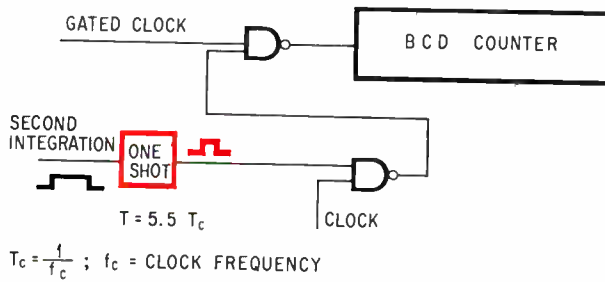 GATED CLOCK
BCD COUNTER
SECOND
INTEGRATION
ONE
SHOT
T = 5.5 Tc
CLOCK
Tc = 1/fc ; fc = CLOCK FREQUENCY